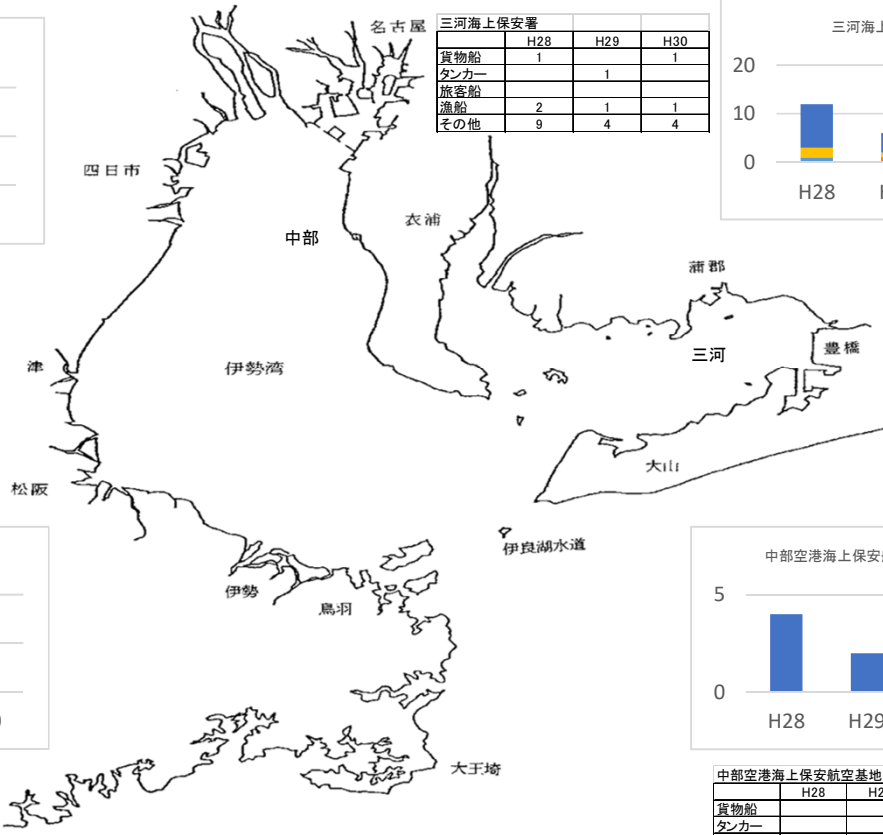 名古屋
三河海上保安署
H28 H29 H30
貨物船 1 1
タンカー 1
旅客船
漁船 2 1 1
その他 9 4 4
三河海上
20
10
0
H28
四日市
中部
衣浦
蒲郡
豊橋
三河
津
伊勢湾
大山
松阪
伊良湖水道
伊勢
鳥羽
大王埼
中部空港海上保安
5
0
H28 H29
中部空港海上保安航空基地
H28
貨物船
タンカー